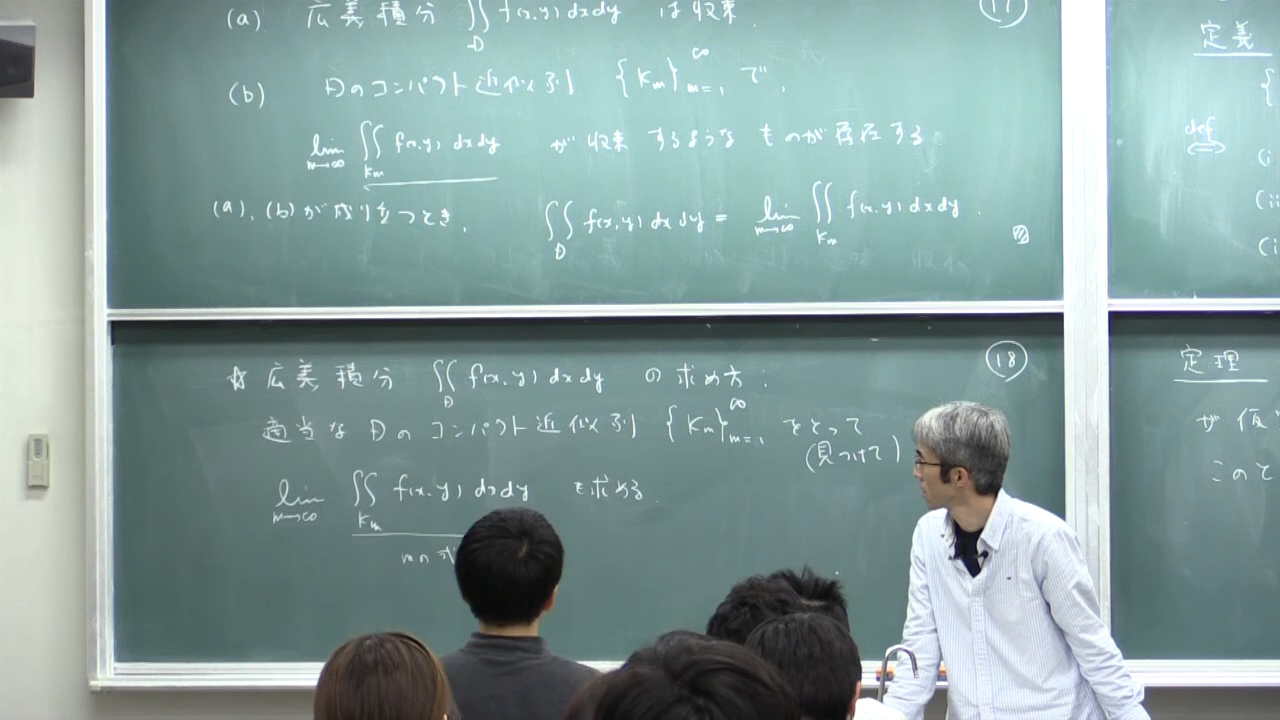 (a) 広義積分 ∬_D f(x,y) dxdy は収束.
⑰
(b) Dのコンパクト近似列 {K_m}_{m=1}^∞ で,
lim_{m→∞} ∬_{K_m} f(x,y) dxdy が収束するようなものが存在する.
(a), (b)が成り立つとき, ∬_D f(x,y) dxdy = lim_{m→∞} ∬_{K_m} f(x,y) dxdy.
⑱
☆ 広義積分 ∬_D f(x,y) dxdy の求め方.
適当なDのコンパクト近似列 {K_m}_{m=1}^∞ をとって
(見つけて)
lim_{m→∞} ∬_{K_m} f(x,y) dxdy を求める.
mの式
定義
{
def
⟺
(i
(ii
(i
定理
が仮
このと